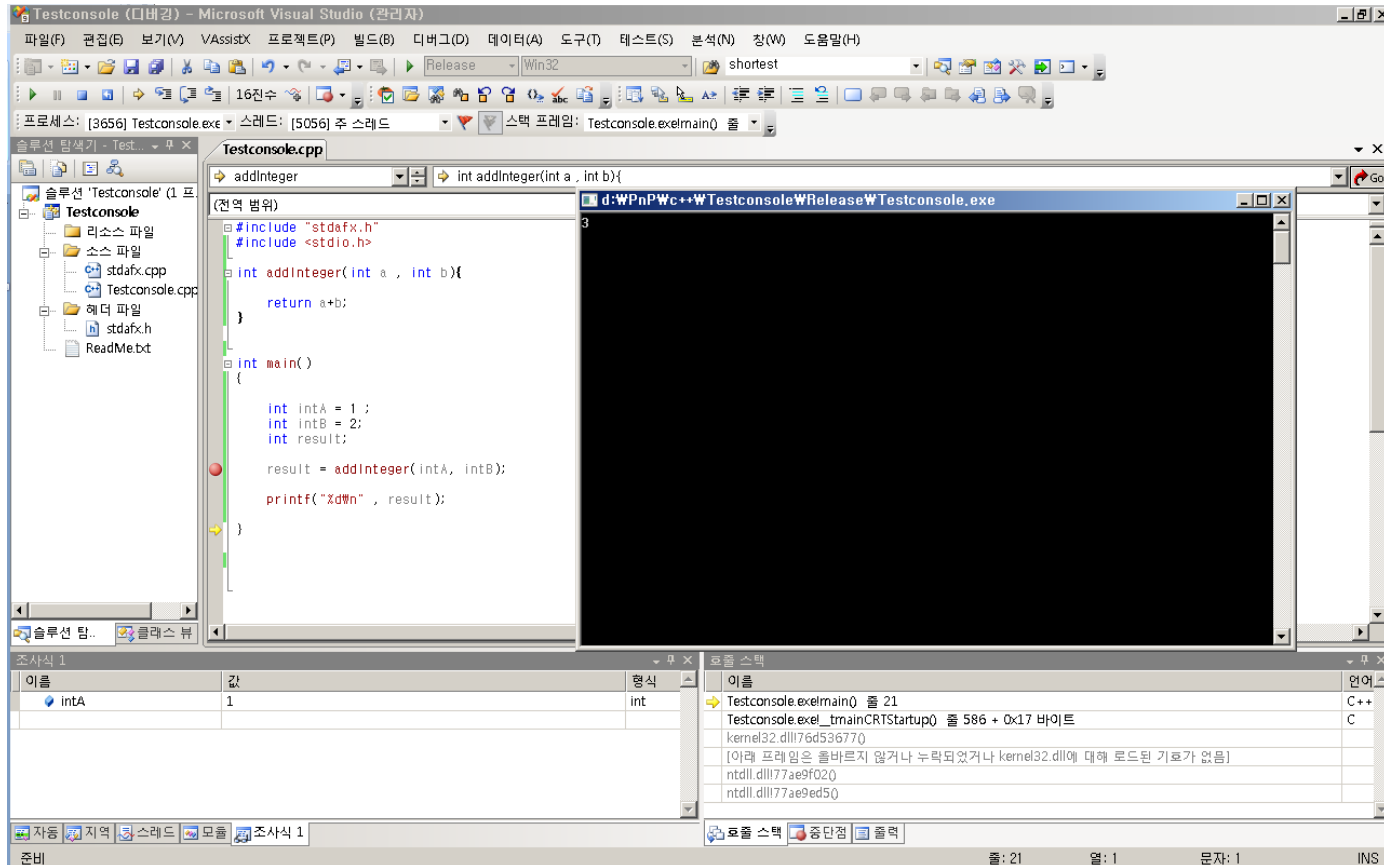 Testconsole (디버깅) - Microsoft Visual Studio (관리자)
파일(F) 편집(E) 보기(V) VAssistX 프로젝트(P) 빌드(B) 디버그(D) 데이터(A) 도구(T) 테스트(S) 분석(N) 창(W) 도움말(H)
Release Win32 shortest
16진수
프로세스: [3656] Testconsole.exe 스레드: [5056] 주 스레드 스택 프레임: Testconsole.exe!main() 줄
슬루션 탐색기 - Test...
슬루션 'Testconsole' (1 프
Testconsole
리소스 파일
소스 파일
stdafx.cpp
Testconsole.cpp
헤더 파일
stdafx.h
ReadMe.txt
슬루션 탐.. 클래스 뷰
Testconsole.cpp
addInteger int addInteger(int a , int b){ Go
(전역 범위)
#include "stdafx.h"
#include <stdio.h>
int addInteger(int a , int b){
return a+b;
}
int main()
{
int intA = 1 ;
int intB = 2;
int result;
result = addInteger(intA, intB);
printf("%d₩n" , result);
}
d:₩PnP₩c++₩Testconsole₩Release₩Testconsole.exe
3
조사식 1
이름 값 형식
intA 1 int
자동 지역 스레드 모듈 조사식 1
호출 스택
이름 언어
Testconsole.exe!main() 줄 21 C++
Testconsole.exe!__tmainCRTStartup() 줄 586 + 0x17 바이트 C
kernel32.dll!76d53677()
[아래 프레임은 올바르지 않거나 누락되었거나 kernel32.dll에 대해 로드된 기호가 없음]
ntdll.dll!77ae9f02()
ntdll.dll!77ae9ed5()
호출 스택 중단점 출력
준비 줄: 21 열: 1 문자: 1 INS